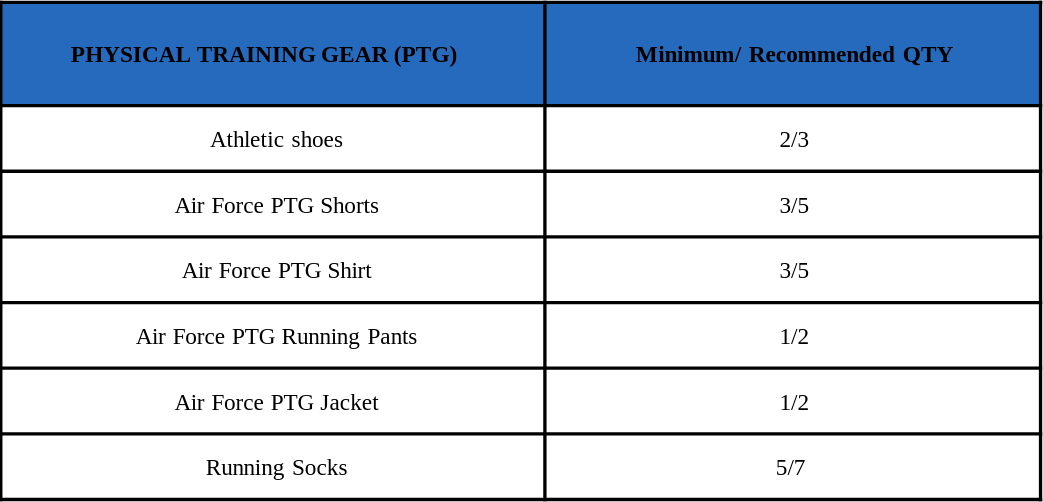 PHYSICAL TRAINING GEAR (PTG) Minimum/ Recommended QTY
Athletic shoes 2/3
Air Force PTG Shorts 3/5
Air Force PTG Shirt 3/5
Air Force PTG Running Pants 1/2
Air Force PTG Jacket 1/2
Running Socks 5/7